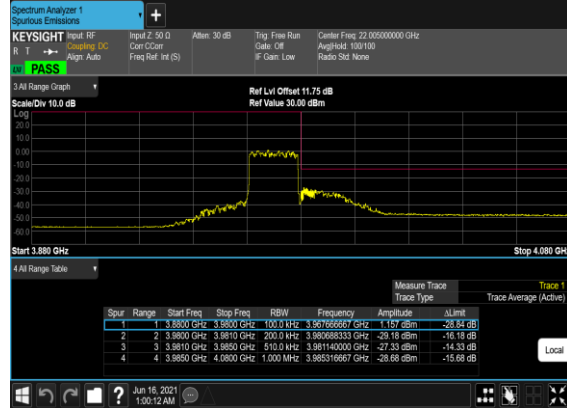 Spectrum Analyzer 1
Spurious Emissions
+
KEYSIGHT Input: RF Input Z: 50 Ω Atten: 30 dB Trig: Free Run Center Freq: 22.005000000 GHz
R T Coupling: DC Corr CCorr Gate: Off Avg|Hold: 100/100
Align: Auto Freq Ref: Int (S) IF Gain: Low Radio Std: None
PASS
3 All Range Graph
Ref Lvl Offset 11.75 dB
Scale/Div 10.0 dB Ref Value 30.00 dBm
Log
20.0
10.0
0.00
-10.0
-20.0
-30.0
-40.0
-50.0
-60.0
Start 3.880 GHz Stop 4.080 GHz
4 All Range Table
Measure Trace Trace 1
Trace Type Trace Average (Active)
Spur Range Start Freq Stop Freq RBW Frequency Amplitude ΔLimit
1 1 3.8800 GHz 3.9800 GHz 100.0 kHz 3.967666667 GHz 1.157 dBm -28.84 dB
2 2 3.9800 GHz 3.9810 GHz 200.0 kHz 3.980688333 GHz -29.18 dBm -16.18 dB
3 3 3.9810 GHz 3.9850 GHz 510.0 kHz 3.981140000 GHz -27.33 dBm -14.33 dB
4 4 3.9850 GHz 4.0800 GHz 1.000 MHz 3.985316667 GHz -28.68 dBm -15.68 dB
Local
? Jun 16, 2021
1:00:12 AM